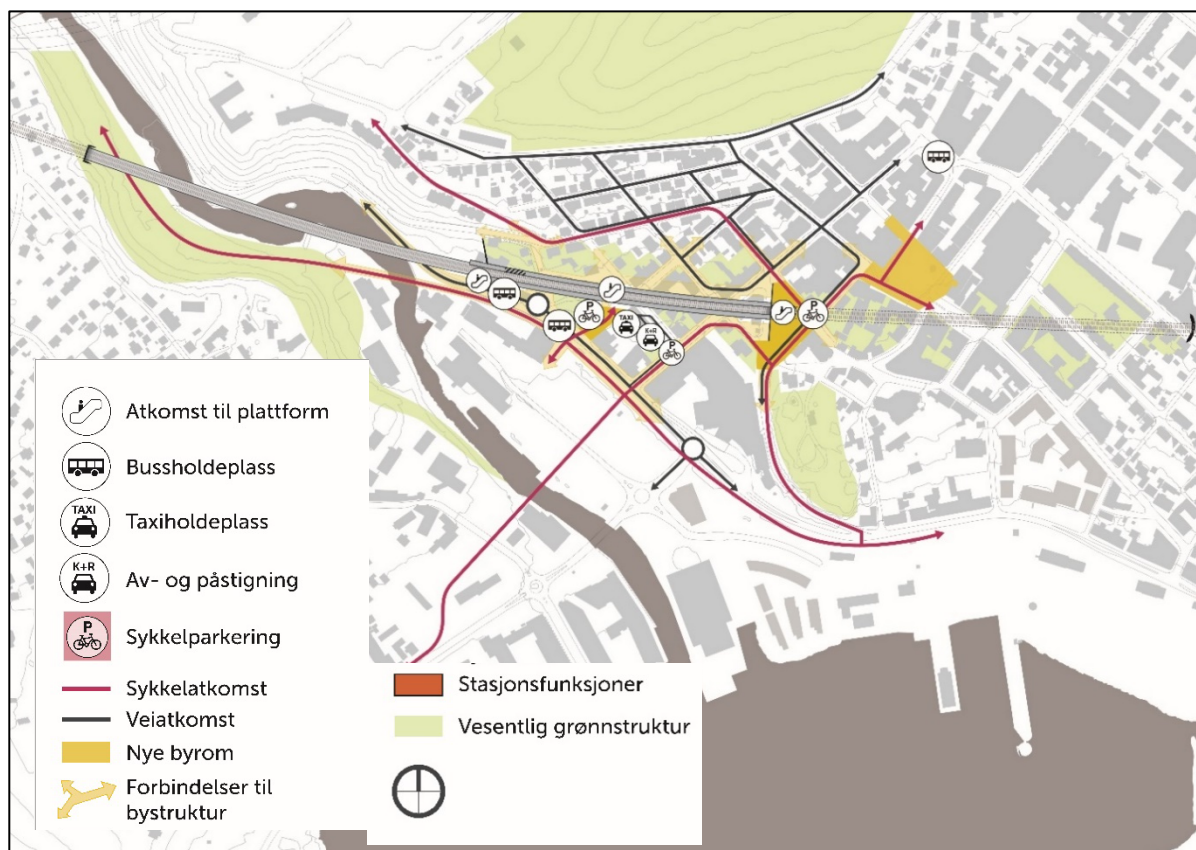 P
TAXI
K+R
P
P
Atkomst til plattform
Bussholdeplass
TAXI
Taxiholdeplass
K+R
Av- og påstigning
P
Sykkelparkering
Sykkelatkomst
Veiatkomst
Nye byrom
Forbindelser til
bystruktur
Stasjonsfunksjoner
Vesentlig grønnstruktur